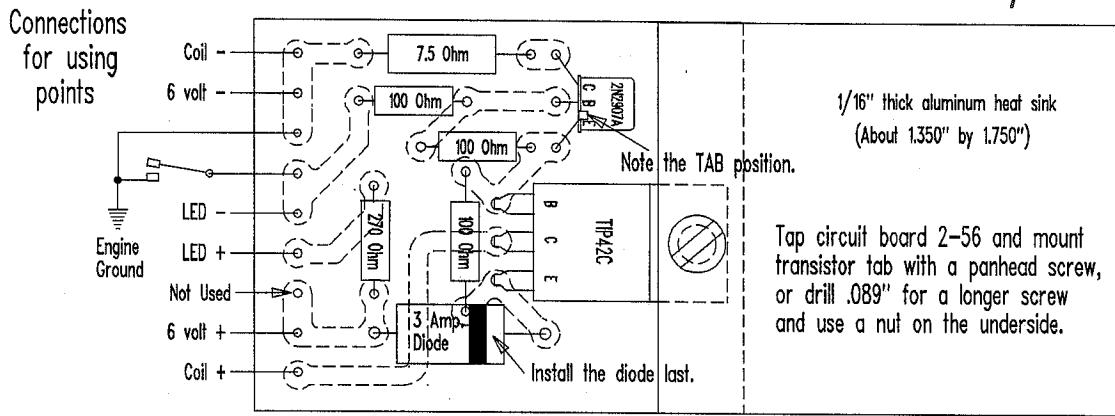 Connections
for using
points
Coil -
6 volt -
LED -
LED +
Not Used
6 volt +
Coil +
Engine
Ground
7.5 Ohm
100 Ohm
100 Ohm
270 Ohm
100 Ohm
3 Amp.
Diode
C B E
2N2907A
Note the TAB position.
B
C
E
TIP42C
Install the diode last.
1/16" thick aluminum heat sink
(About 1.350" by 1.750")
Tap circuit board 2-56 and mount
transistor tab with a panhead screw,
or drill .089" for a longer screw
and use a nut on the underside.